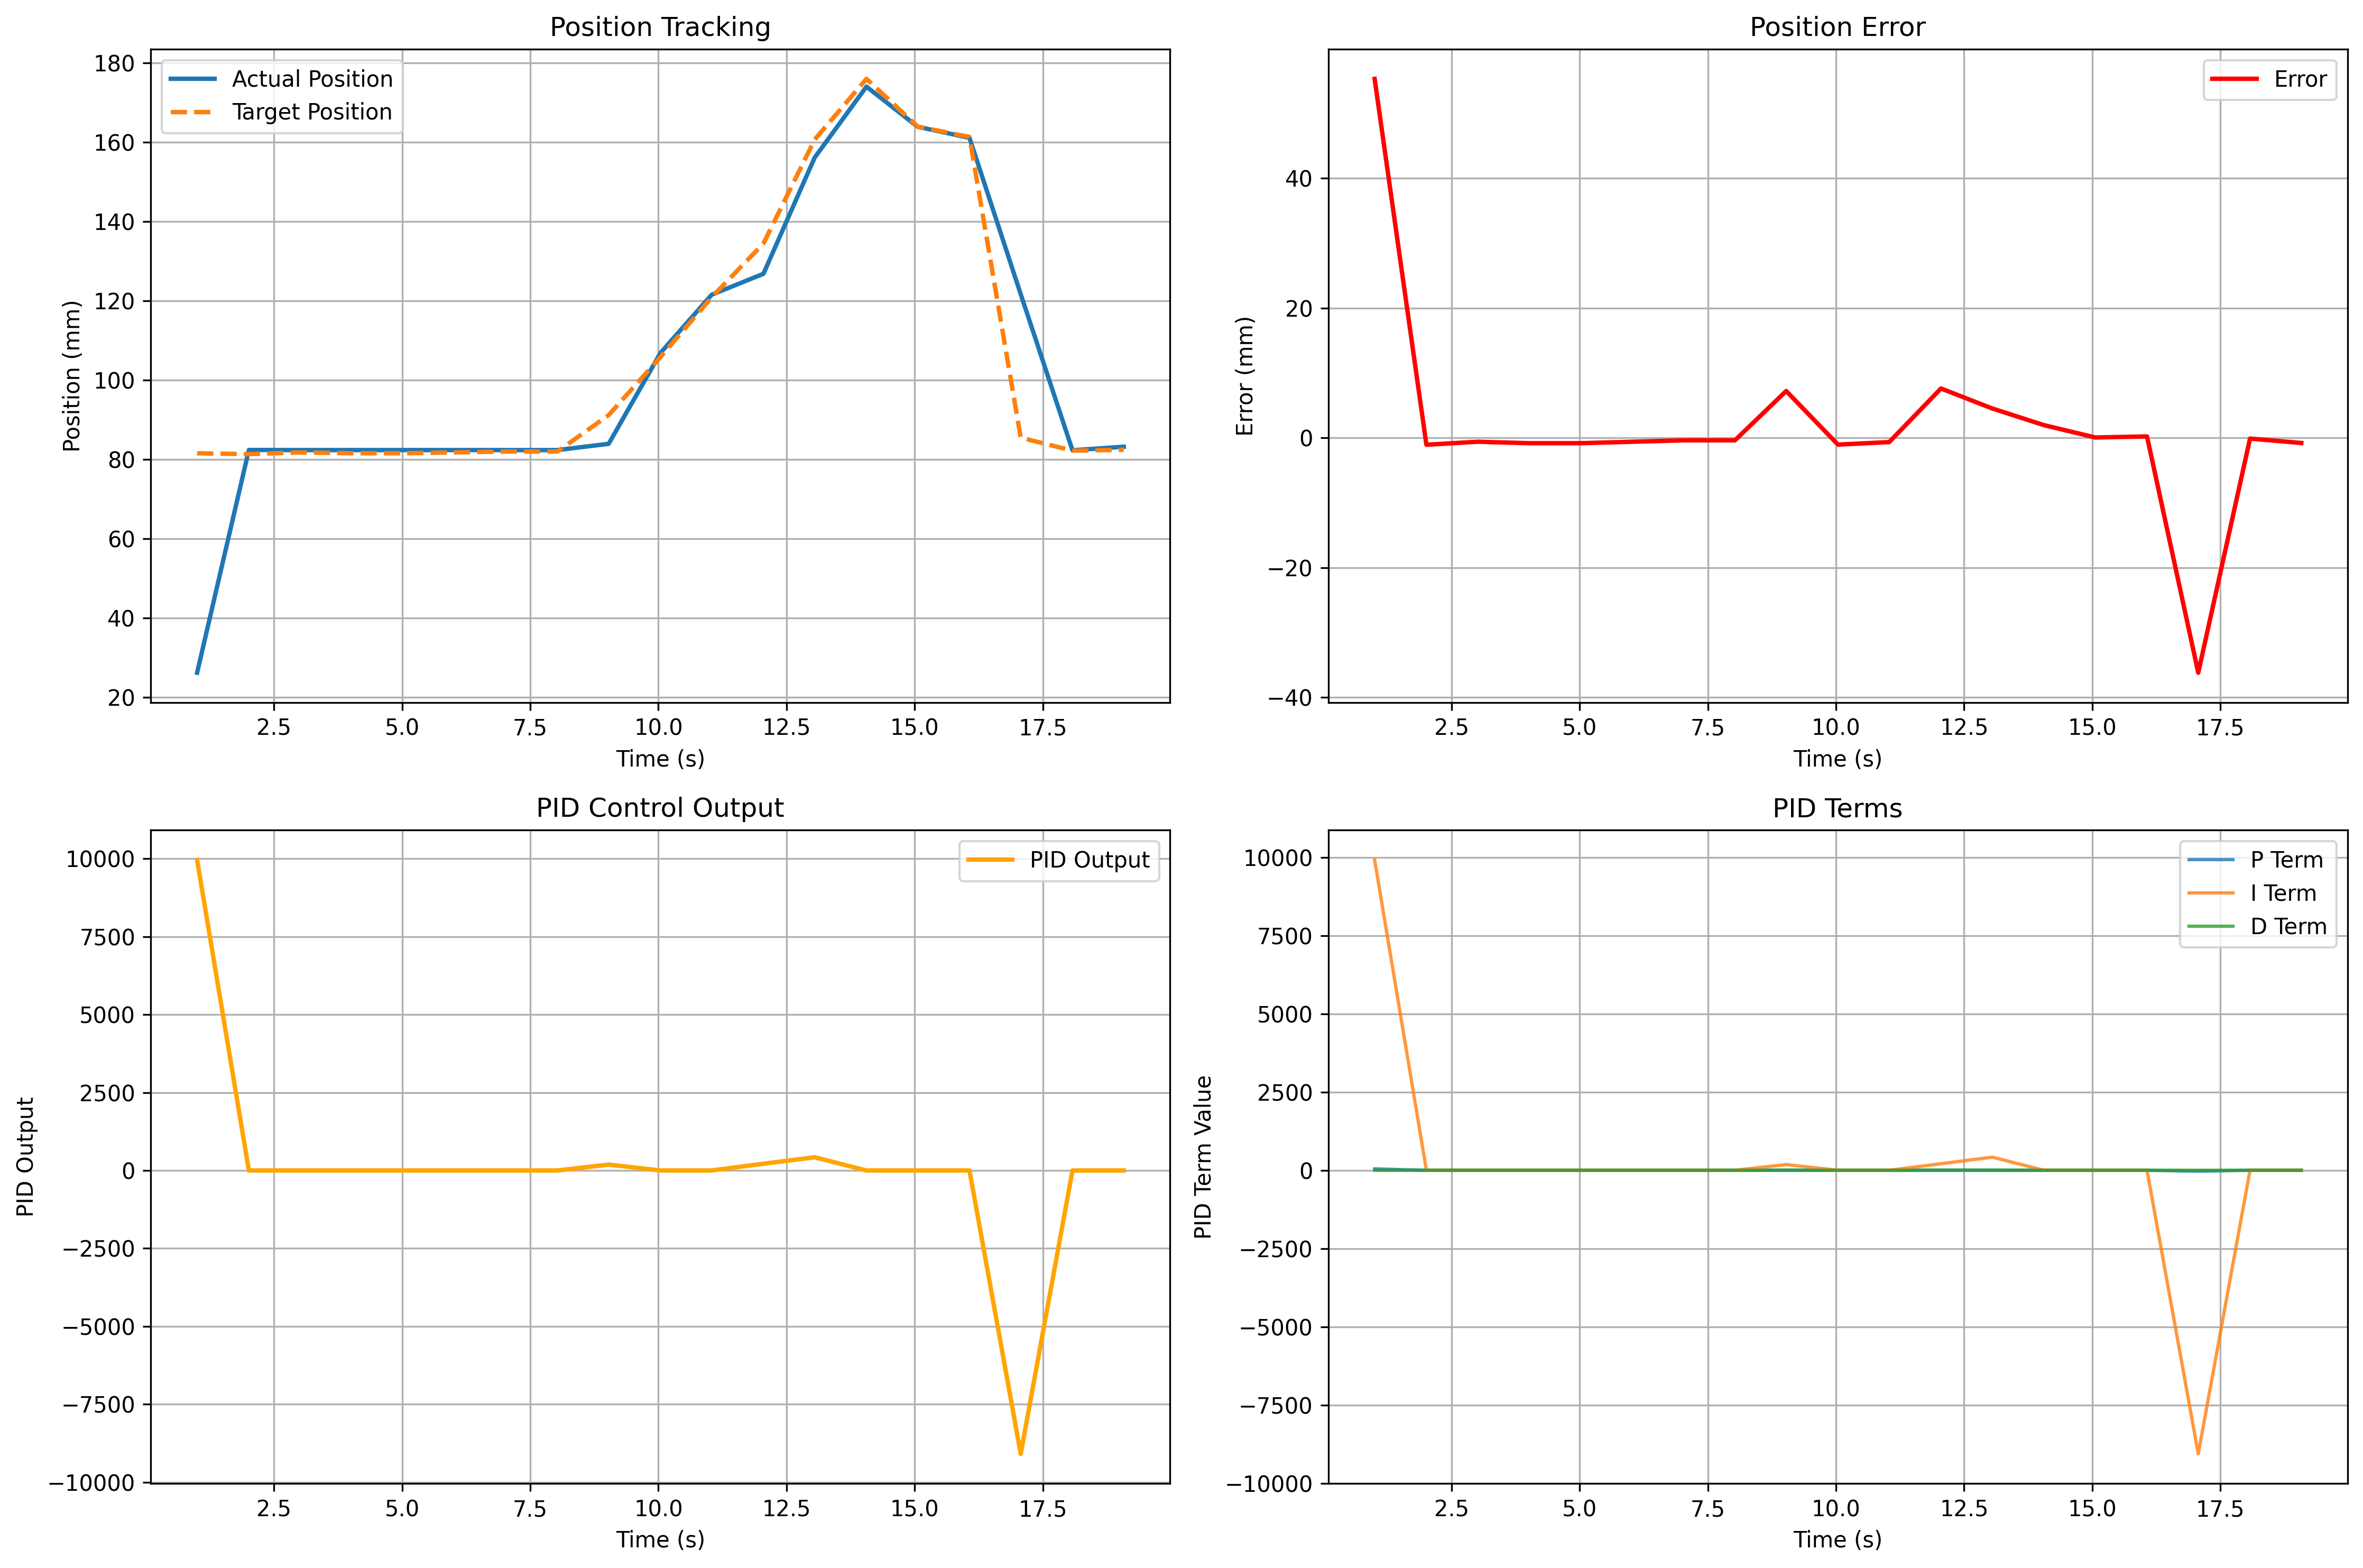 Position Tracking
180
160
140
120
100
80
60
40
20
Position (mm)
Actual Position
Target Position
2.5 5.0 7.5 10.0 12.5 15.0 17.5
Time (s)
Position Error
40
20
0
−20
−40
Error (mm)
Error
2.5 5.0 7.5 10.0 12.5 15.0 17.5
Time (s)
PID Control Output
10000
7500
5000
2500
0
−2500
−5000
−7500
−10000
PID Output
PID Output
2.5 5.0 7.5 10.0 12.5 15.0 17.5
Time (s)
PID Terms
10000
7500
5000
2500
0
−2500
−5000
−7500
−10000
PID Term Value
P Term
I Term
D Term
2.5 5.0 7.5 10.0 12.5 15.0 17.5
Time (s)